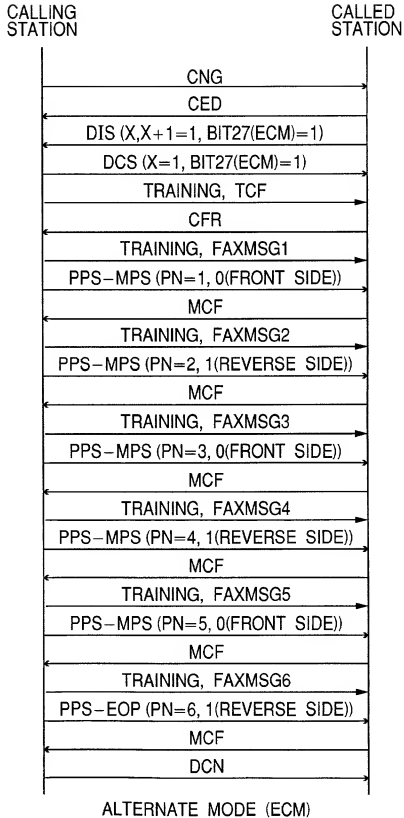 CALLING
STATION
CALLED
STATION
CNG
CED
DIS (X,X+1=1, BIT27(ECM)=1)
DCS (X=1, BIT27(ECM)=1)
TRAINING, TCF
CFR
TRAINING, FAXMSG1
PPS-MPS (PN=1, 0(FRONT SIDE))
MCF
TRAINING, FAXMSG2
PPS-MPS (PN=2, 1(REVERSE SIDE))
MCF
TRAINING, FAXMSG3
PPS-MPS (PN=3, 0(FRONT SIDE))
MCF
TRAINING, FAXMSG4
PPS-MPS (PN=4, 1(REVERSE SIDE))
MCF
TRAINING, FAXMSG5
PPS-MPS (PN=5, 0(FRONT SIDE))
MCF
TRAINING, FAXMSG6
PPS-EOP (PN=6, 1(REVERSE SIDE))
MCF
DCN
ALTERNATE MODE (ECM)